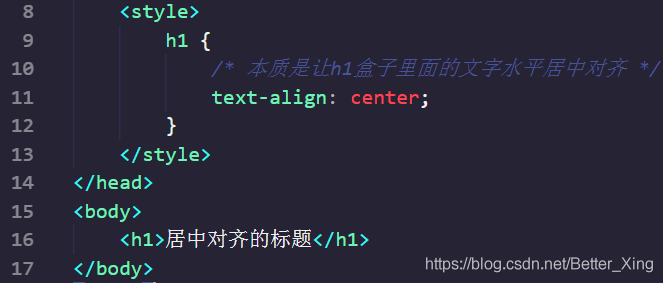 8 <style>
9 h1 {
10 /* 本质是让h1盒子里面的文字水平居中对齐 */
11 text-align: center;
12 }
13 </style>
14 </head>
15 <body>
16 <h1>居中对齐的标题</h1>
17 </body>
https://blog.csdn.net/Better_Xing